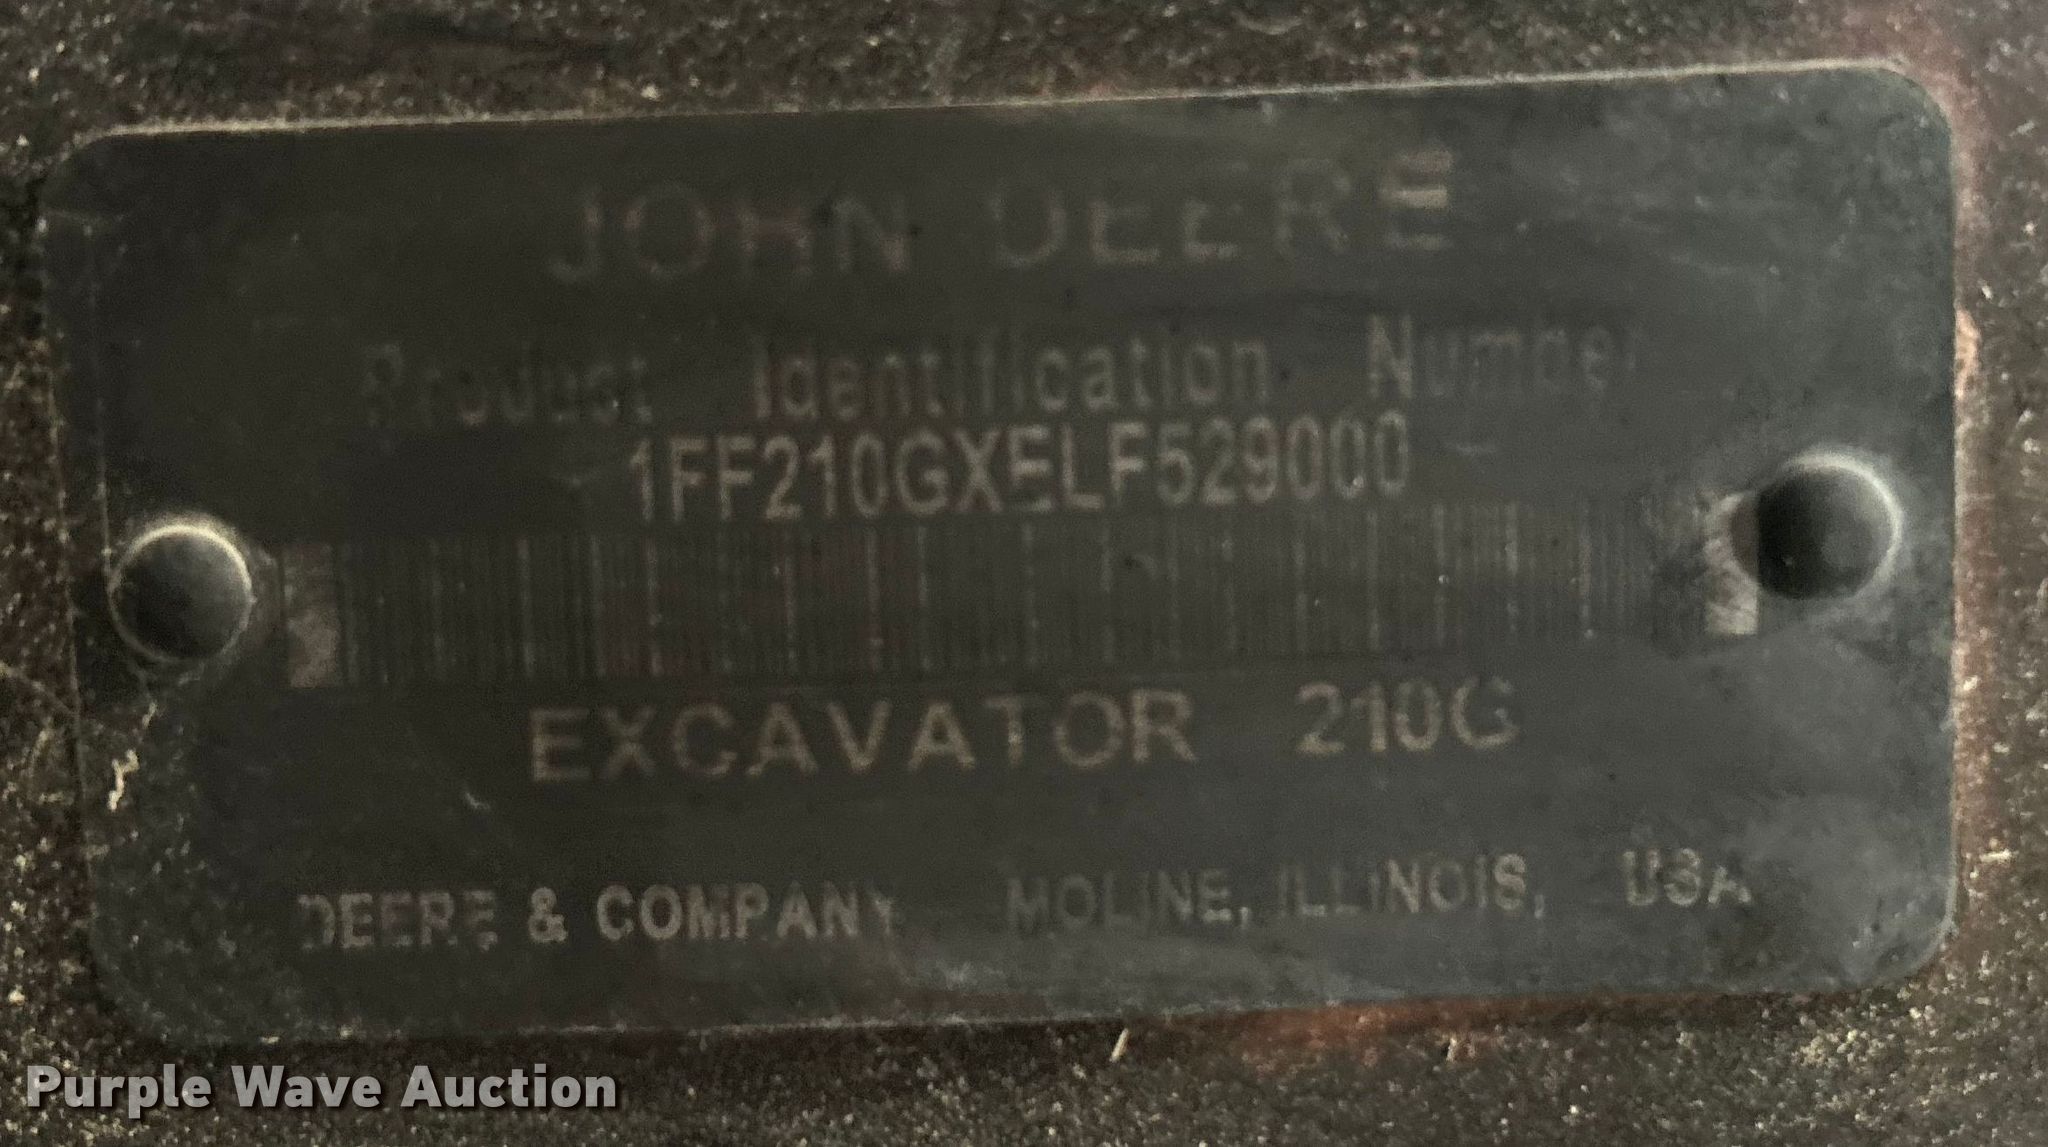 JOHN DEERE
Product Identification Number
1FF210GXELF529000
EXCAVATOR 210G
DEERE & COMPANY MOLINE, ILLINOIS, USA
Purple Wave Auction